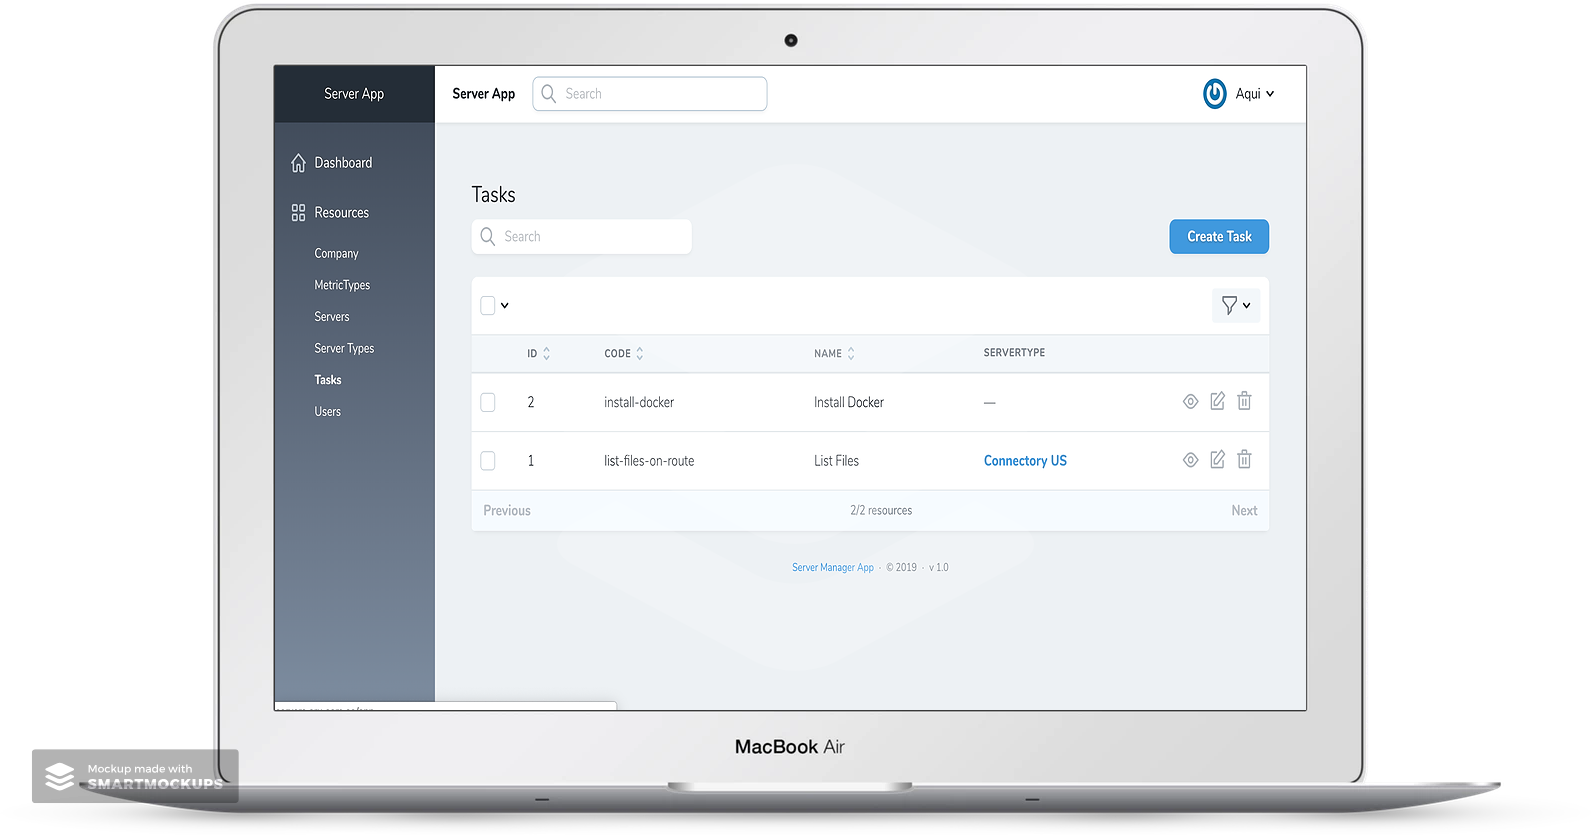 Server App
Server App
Search
Aqui
Dashboard
Resources
Company
MetricTypes
Servers
Server Types
Tasks
Users
Tasks
Search
Create Task
ID
CODE
NAME
SERVERTYPE
2
install-docker
Install Docker
—
1
list-files-on-route
List Files
Connectory US
Previous
2/2 resources
Next
Server Manager App · © 2019 · v 1.0
MacBook Air
Mockup made with
SMARTMOCKUPS